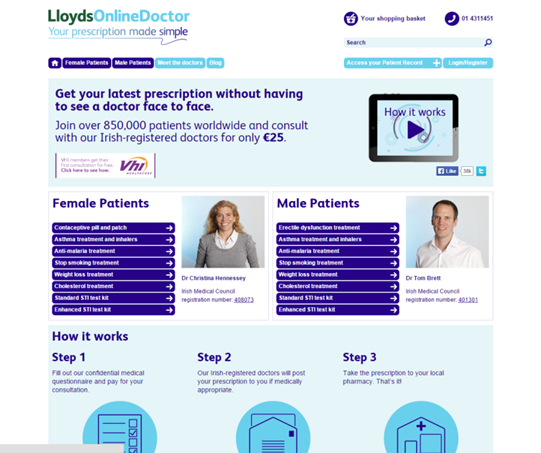 LloydsOnlineDoctor
Your prescription made simple
Your shopping basket
01 4311451
Search
Female Patients
Male Patients
Meet the doctors
Blog
Access your Patient Record
Login/Register
Get your latest prescription without having
to see a doctor face to face.
Join over 850,000 patients worldwide and consult
with our Irish-registered doctors for only €25.
Vhi members get their
first consultation for free.
Click here to see how.
Vhi
HEALTHCARE
How it works
Like
38k
Female Patients
Contaceptive pill and patch
Asthma treatment and inhalers
Anti-malaria treatment
Stop smoking treatment
Weight loss treatment
Cholesterol treatment
Standard STI test kit
Enhanced STI test kit
Dr Christina Hennessey
Irish Medical Council
registration number: 408073
Male Patients
Erectile dysfunction treatment
Asthma treatment and inhalers
Anti-malaria treatment
Stop smoking treatment
Weight loss treatment
Cholesterol treatment
Standard STI test kit
Enhanced STI test kit
Dr Tom Brett
Irish Medical Council
registration number: 401301
How it works
Step 1
Fill out our confidential medical
questionnaire and pay for your
consultation.
Step 2
Our Irish-registered doctors will post
your prescription to you if medically
appropriate.
Step 3
Take the prescription to your local
pharmacy. That's it!